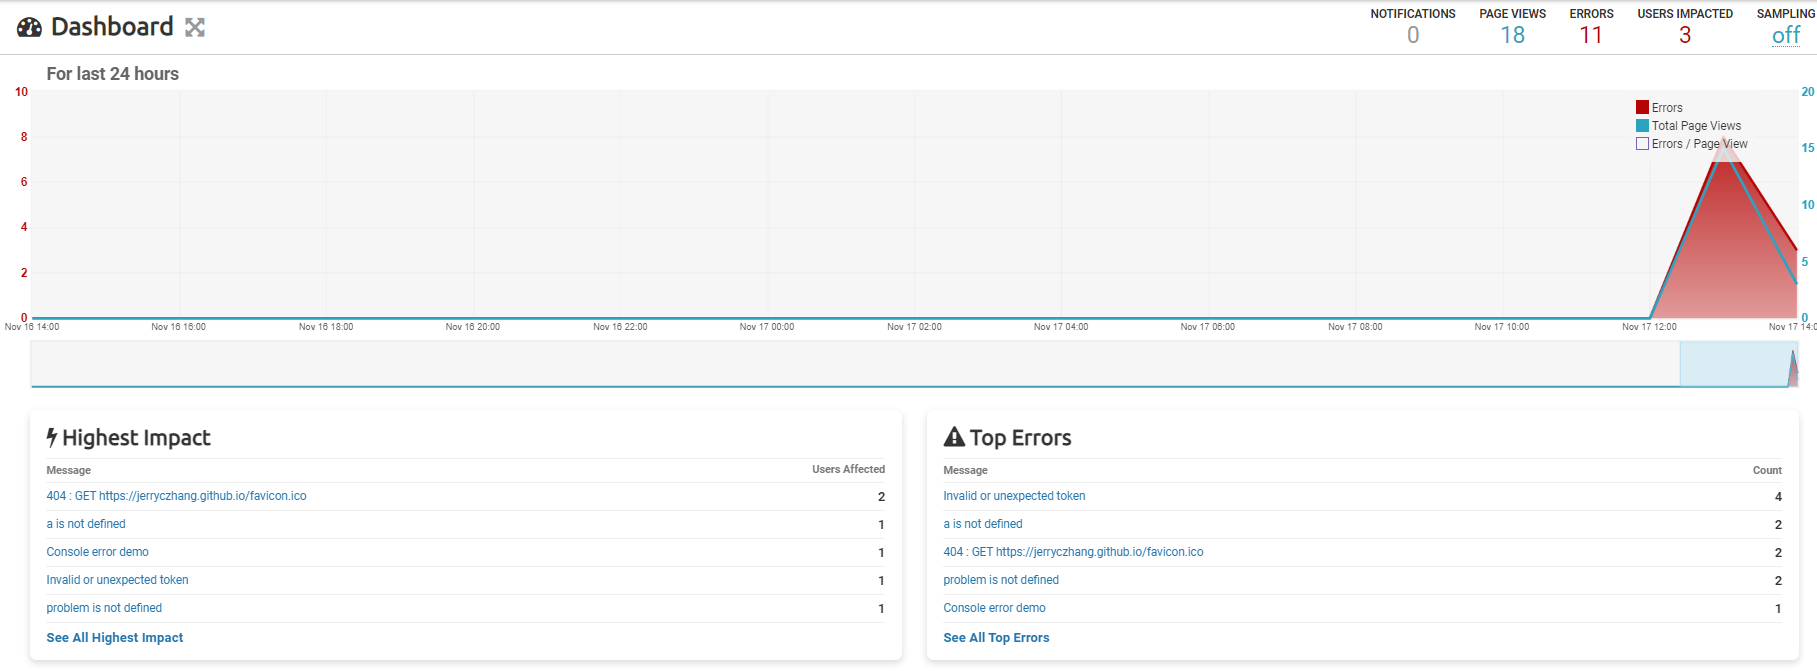 Dashboard
NOTIFICATIONS PAGE VIEWS ERRORS USERS IMPACTED SAMPLING
0 18 11 3 off
For last 24 hours
10 20
8 15
6 10
4 5
2
0 0
Errors
Total Page Views
Errors / Page View
Nov 16 14:00 Nov 16 16:00 Nov 16 18:00 Nov 16 20:00 Nov 16 22:00 Nov 17 00:00 Nov 17 02:00 Nov 17 04:00 Nov 17 06:00 Nov 17 08:00 Nov 17 10:00 Nov 17 12:00 Nov 17 14:0
Highest Impact
Message Users Affected
404 : GET https://jerryczhang.github.io/favicon.ico 2
a is not defined 1
Console error demo 1
Invalid or unexpected token 1
problem is not defined 1
See All Highest Impact
Top Errors
Message Count
Invalid or unexpected token 4
a is not defined 2
404 : GET https://jerryczhang.github.io/favicon.ico 2
problem is not defined 2
Console error demo 1
See All Top Errors